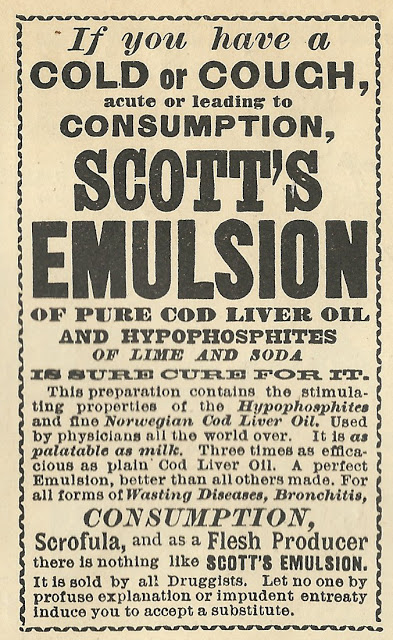 If you have a
COLD or COUGH,
acute or leading to
CONSUMPTION,
SCOTT'S
EMULSION
OF PURE COD LIVER OIL
AND HYPOPHOSPHITES
OF LIME AND SODA
IS SURE CURE FOR IT.
This preparation contains the stimula-
ting properties of the Hypophosphites
and fine Norwegian Cod Liver Oil. Used
by physicians all the world over. It is as
palatable as milk. Three times as effica-
cious as plain Cod Liver Oil. A perfect
Emulsion, better than all others made. For
all forms of Wasting Diseases, Bronchitis,
CONSUMPTION,
Scrofula, and as a Flesh Producer
there is nothing like SCOTT'S EMULSION.
It is sold by all Druggists. Let no one by
profuse explanation or impudent entreaty
induce you to accept a substitute.